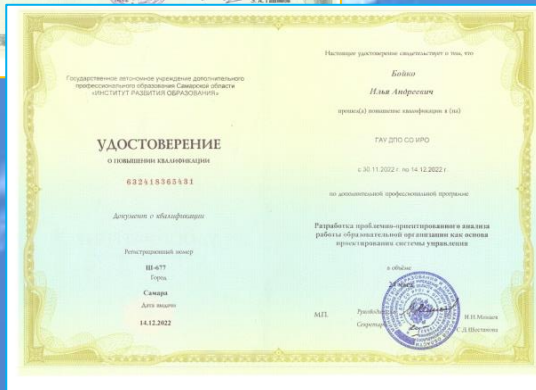 Государственное автономное учреждение дополнительного
профессионального образования Самарской области
«ИНСТИТУТ РАЗВИТИЯ ОБРАЗОВАНИЯ»
УДОСТОВЕРЕНИЕ
О ПОВЫШЕНИИ КВАЛИФИКАЦИИ
632418365431
Документ о квалификации
Регистрационный номер
Ш-677
Город
Самара
Дата выдачи
14.12.2022
Настоящее удостоверение свидетельствует о том, что
Бойко
Илья Андреевич
прошел(а) повышение квалификации в (на)
ГАУ ДПО СО ИРО
с 30.11.2022 г. по 14.12.2022 г.
по дополнительной профессиональной программе
Разработка проблемно-ориентированного анализа
работы образовательной организации как основа
проектирования системы управления
в объёме
24
М.П.
Руководитель
Секретарь